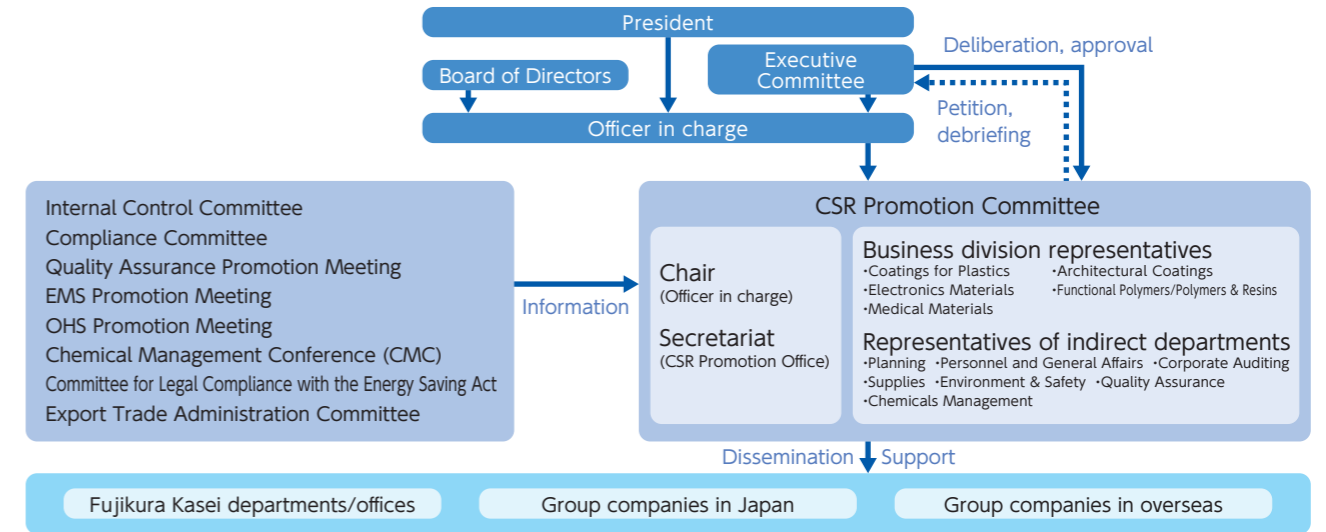 President
Board of Directors
Executive
Committee
Deliberation, approval
Petition,
debriefing
Officer in charge
Internal Control Committee
Compliance Committee
Quality Assurance Promotion Meeting
EMS Promotion Meeting
OHS Promotion Meeting
Chemical Management Conference (CMC)
Committee for Legal Compliance with the Energy Saving Act
Export Trade Administration Committee
Information
CSR Promotion Committee
Chair
(Officer in charge)
Secretariat
(CSR Promotion Office)
Business division representatives
・Coatings for Plastics ・Architectural Coatings
・Electronics Materials ・Functional Polymers/Polymers & Resins
・Medical Materials
Representatives of indirect departments
・Planning ・Personnel and General Affairs ・Corporate Auditing
・Supplies ・Environment & Safety ・Quality Assurance
・Chemicals Management
Dissemination Support
Fujikura Kasei departments/offices
Group companies in Japan
Group companies in overseas